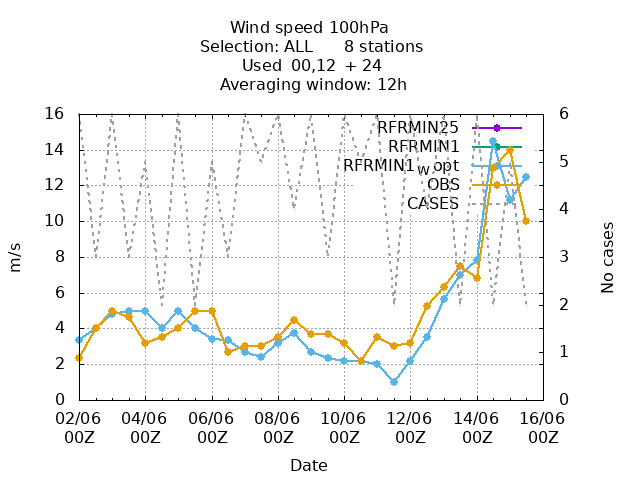 Wind speed 100hPa
Selection: ALL 8 stations
Used 00,12 + 24
Averaging window: 12h
RFRMIN25
RFRMIN1
RFRMIN1_w_opt
OBS
CASES
16
14
12
10
8
6
4
2
0
m/s
6
5
4
3
2
1
0
No cases
02/06 04/06 06/06 08/06 10/06 12/06 14/06 16/06
00Z 00Z 00Z 00Z 00Z 00Z 00Z 00Z
Date